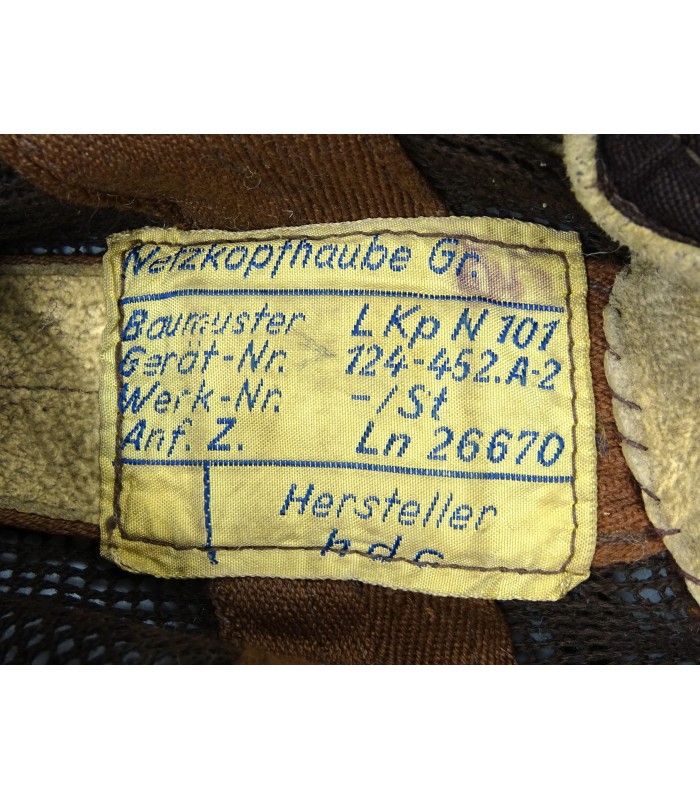 Netzkopfhaube Gr.
Baumuster LKp N 101
Gerät-Nr. 124-452.A-2
Werk-Nr. -/St
Anf. Z. Ln 26670
Hersteller